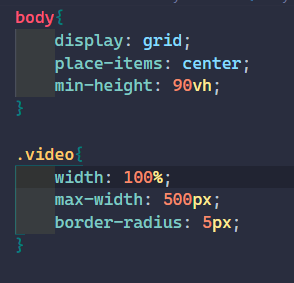 body{
    display: grid;
    place-items: center;
    min-height: 90vh;
}

.video{
    width: 100%;
    max-width: 500px;
    border-radius: 5px;
}